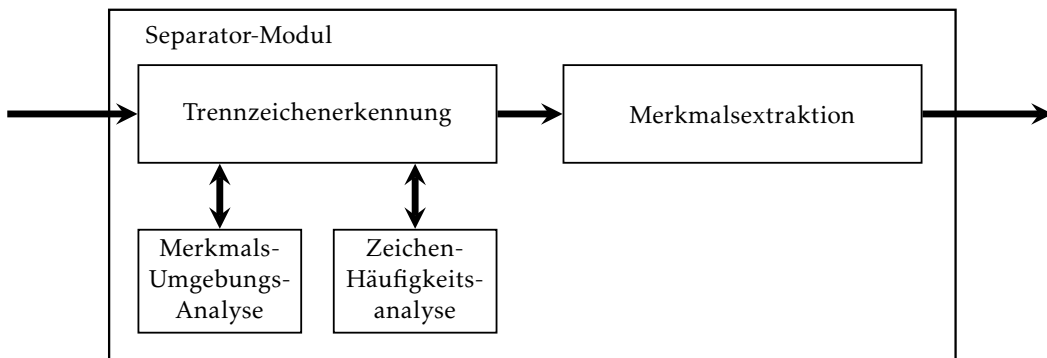 Separator-Modul
Trennzeichenerkennung
Merkmalsextraktion
Merkmals-
Umgebungs-
Analyse
Zeichen-
Häufigkeits-
analyse